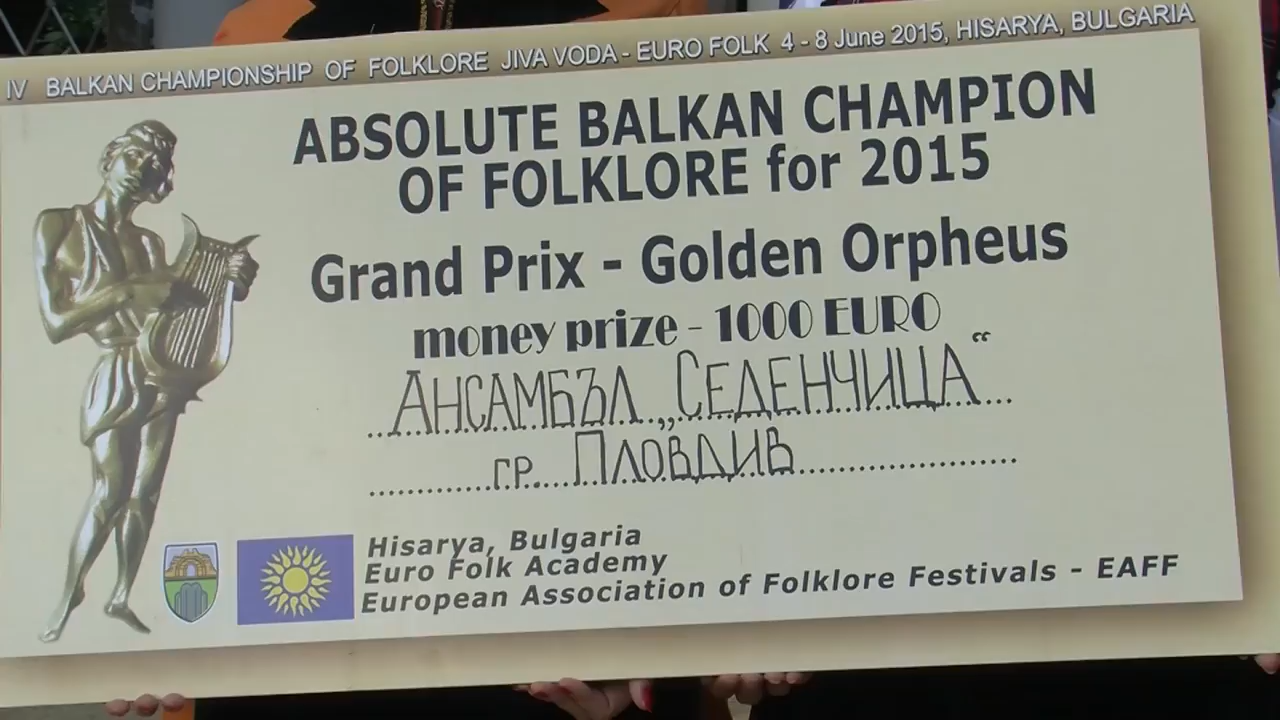 IV BALKAN CHAMPIONSHIP OF FOLKLORE JIVA VODA - EURO FOLK 4 - 8 June 2015, HISARYA, BULGARIA
ABSOLUTE BALKAN CHAMPION
OF FOLKLORE for 2015
Grand Prix - Golden Orpheus
money prize - 1000 EURO
АНСАМБЪЛ „СЕДЕНЧИЦА“
ГР. ПЛОВДИВ
Hisarya, Bulgaria
Euro Folk Academy
European Association of Folklore Festivals - EAFF